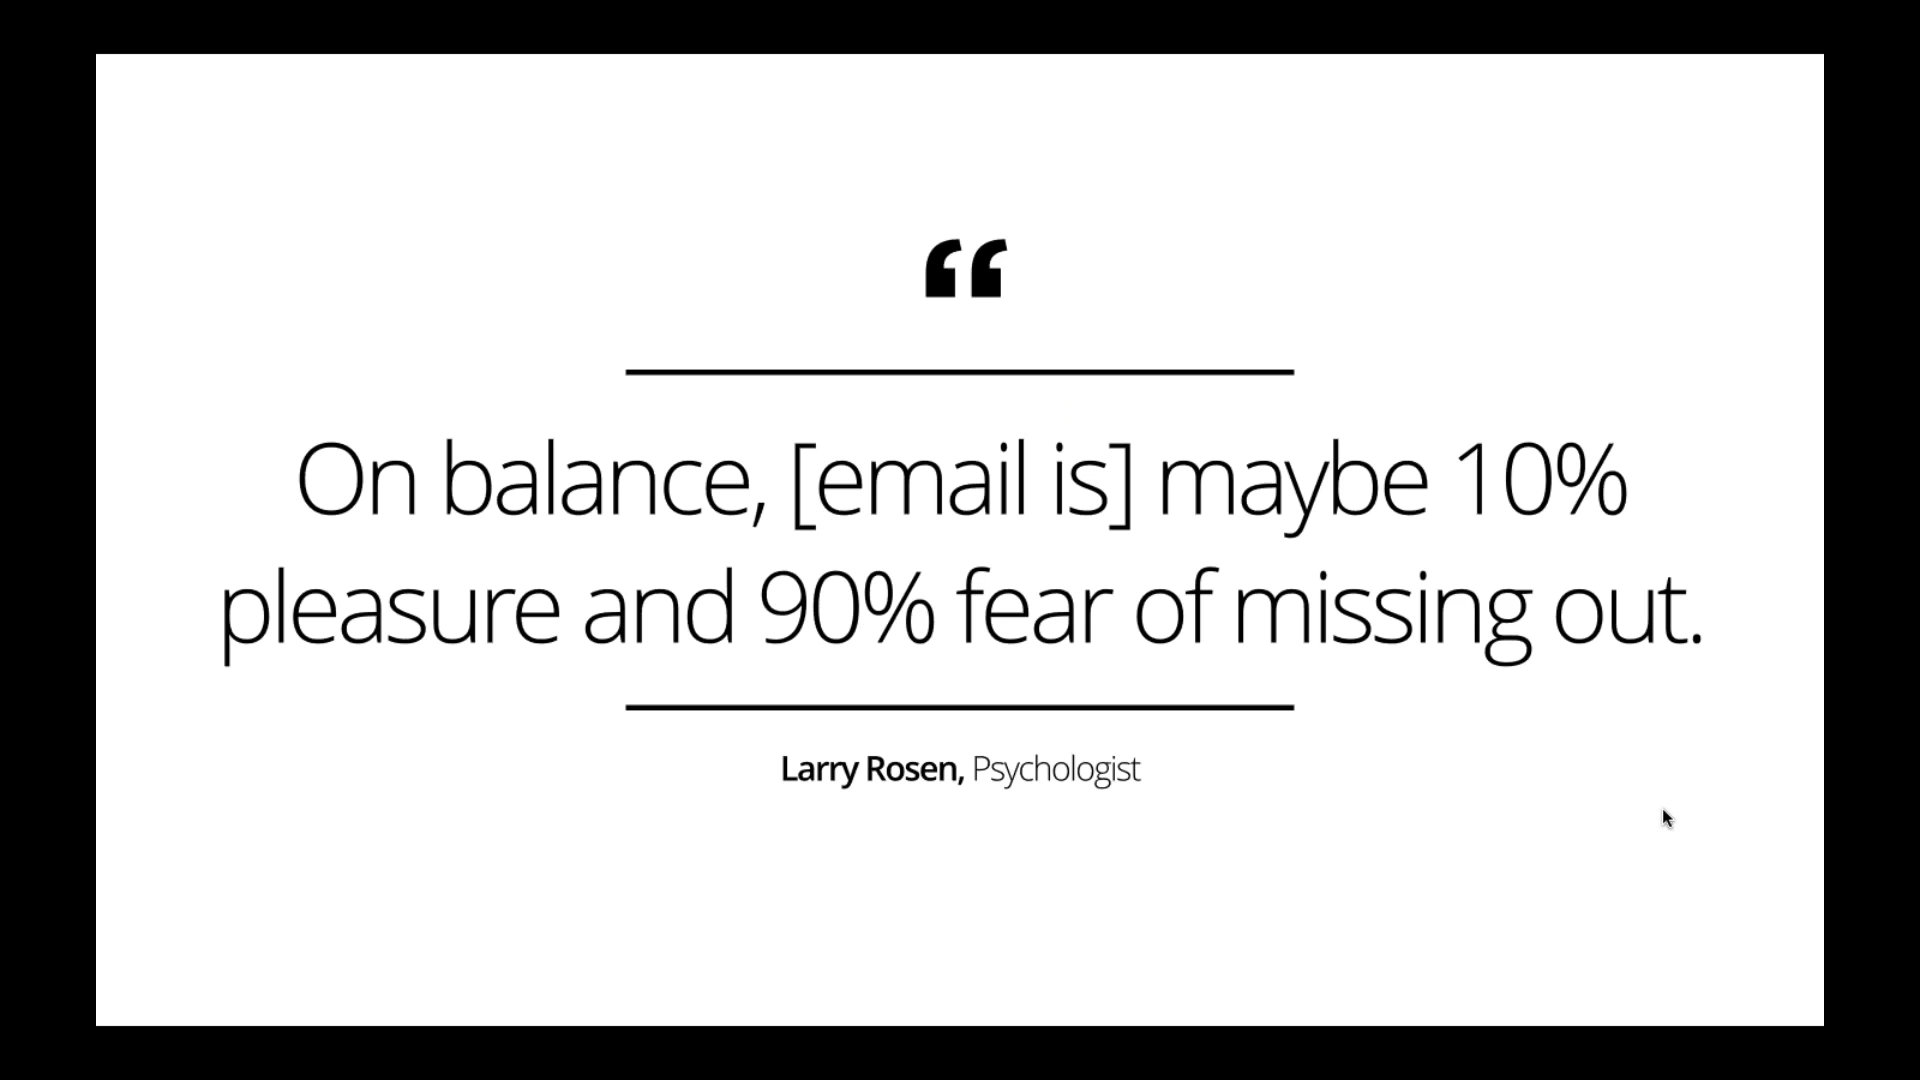 “
On balance, [email is] maybe 10%
pleasure and 90% fear of missing out.
Larry Rosen, Psychologist